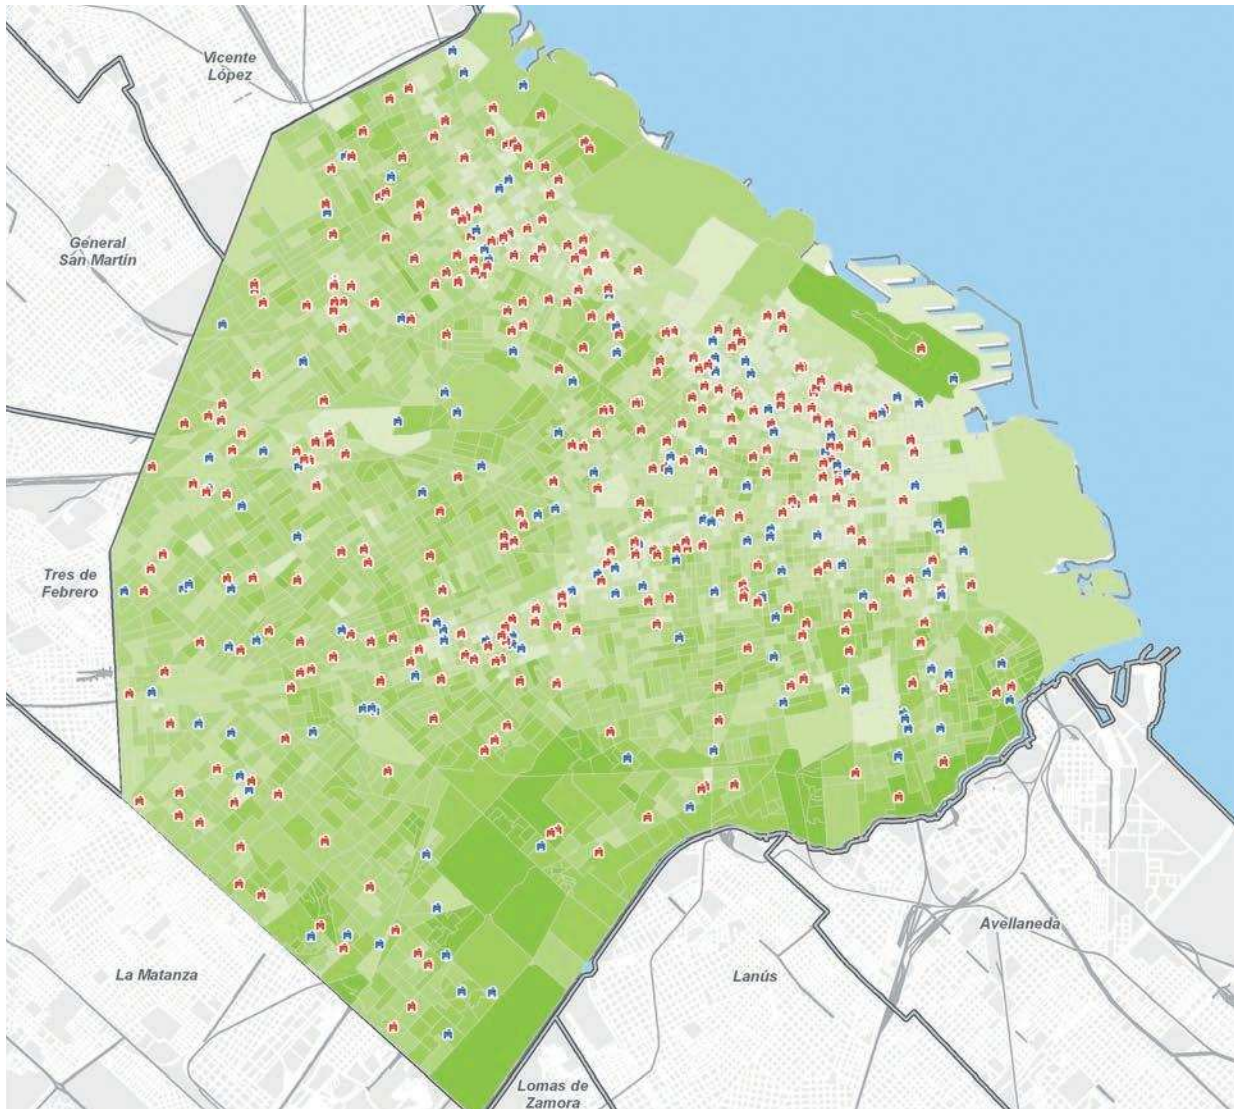 Vicente
López
General
San Martín
Tres de
Febrero
La Matanza
Avellaneda
Lanús
Lomas de
Zamora